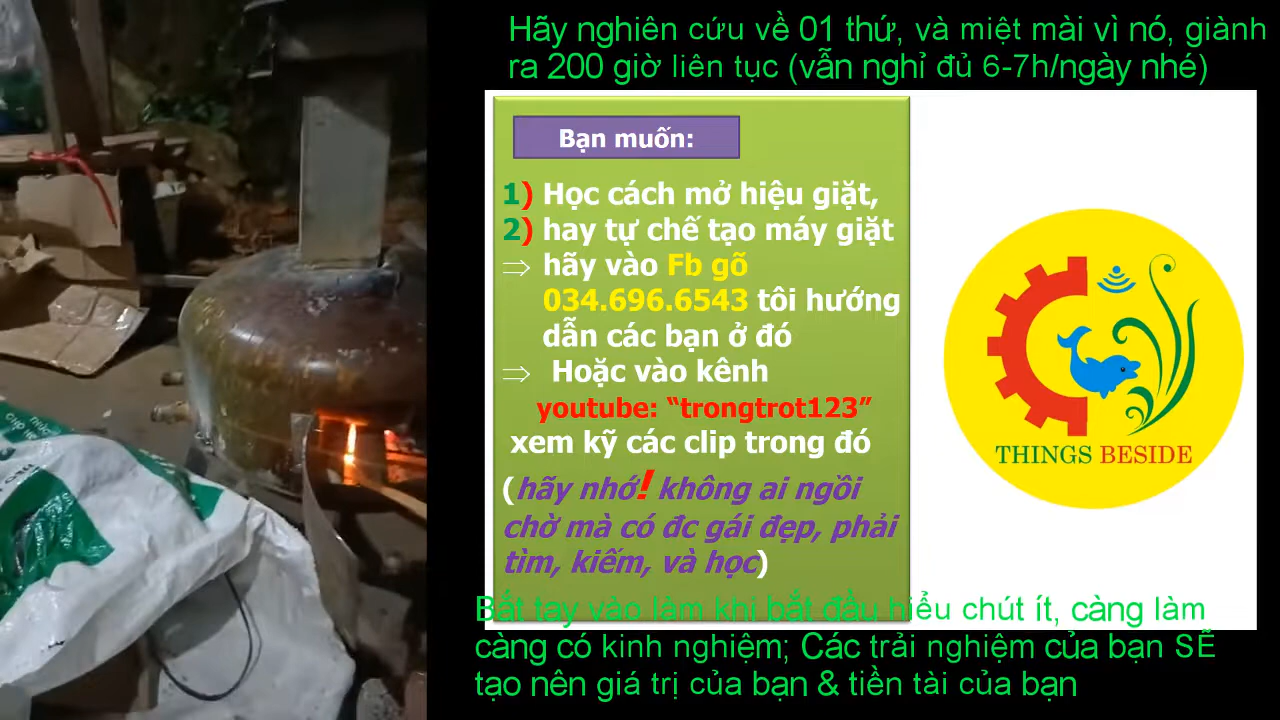 Hãy nghiên cứu về 01 thứ, và miệt mài vì nó, giành
ra 200 giờ liên tục (vẫn nghỉ đủ 6-7h/ngày nhé)
Bạn muốn:
1) Học cách mở hiệu giặt,
2) hay tự chế tạo máy giặt
⇒ hãy vào Fb gõ
034.696.6543 tôi hướng
dẫn các bạn ở đó
⇒ Hoặc vào kênh
youtube: “trongtrot123”
xem kỹ các clip trong đó
(hãy nhớ! không ai ngồi
chờ mà có đc gái đẹp, phải
tìm, kiếm, và học)
THINGS BESIDE
Bắt tay vào làm khi bắt đầu hiểu chút ít, càng làm
càng có kinh nghiệm; Các trải nghiệm của bạn SẼ
tạo nên giá trị của bạn & tiền tài của bạn